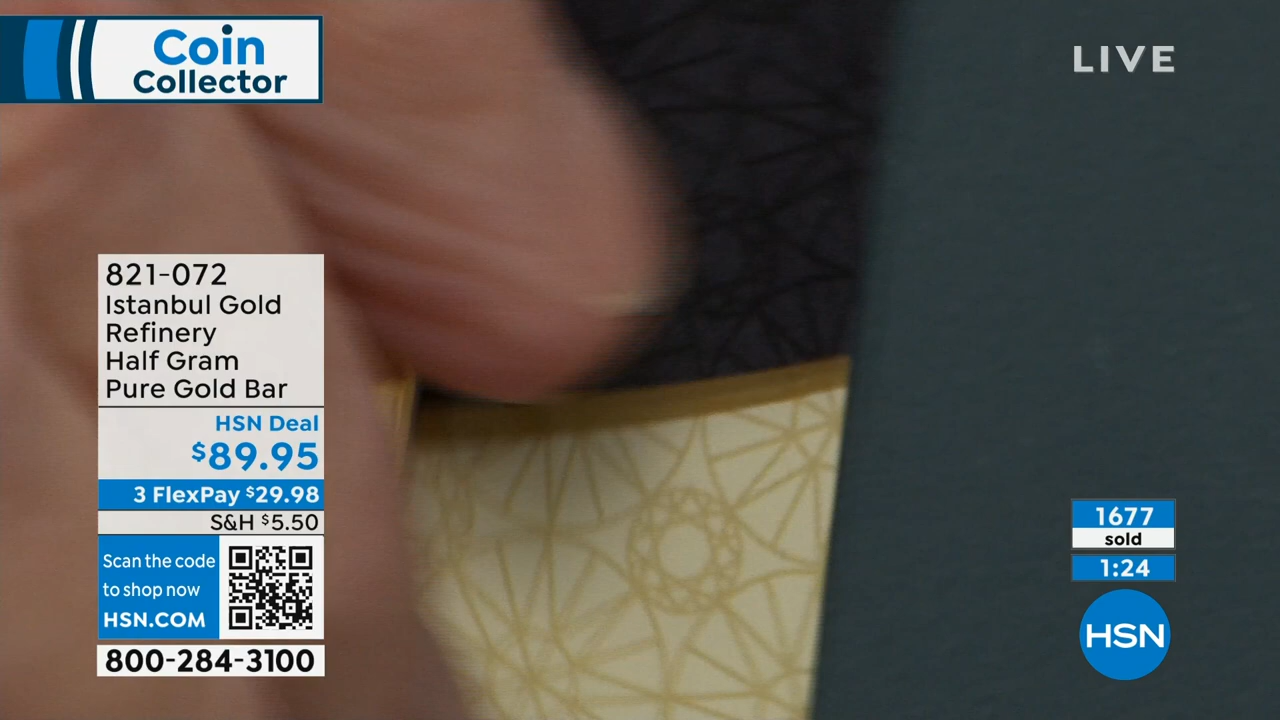 Coin
Collector
LIVE
821-072
Istanbul Gold
Refinery
Half Gram
Pure Gold Bar
HSN Deal
$89.95
3 FlexPay $29.98
S&H $5.50
Scan the code
to shop now
HSN.COM
800-284-3100
1677
sold
1:24
HSN